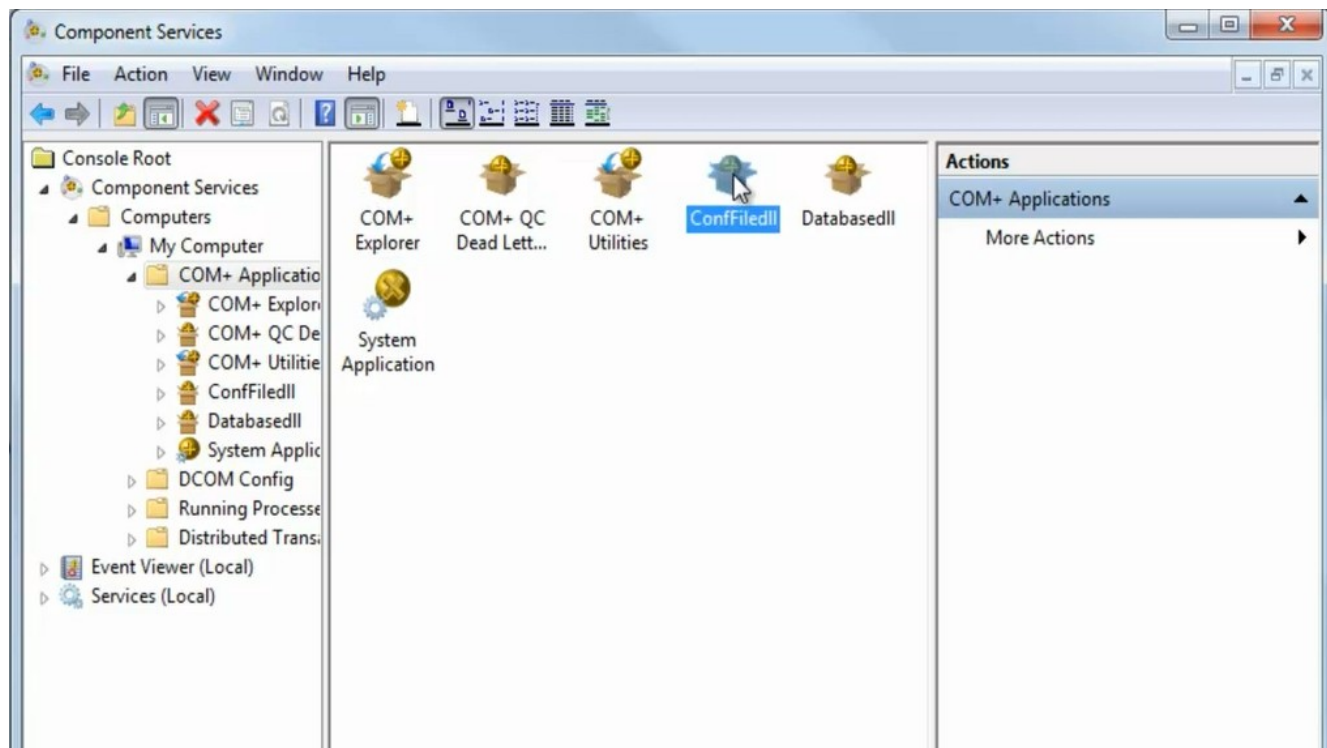 Component Services
File Action View Window Help
Console Root
Component Services
Computers
My Computer
COM+ Applicatio
COM+ Explor
COM+ QC De
COM+ Utilitie
ConfFiledll
Databasedll
System Applic
DCOM Config
Running Processe
Distributed Transa
Event Viewer (Local)
Services (Local)
COM+ COM+ QC COM+ ConfFiledll Databasedll
Explorer Dead Lett... Utilities
System
Application
Actions
COM+ Applications
More Actions